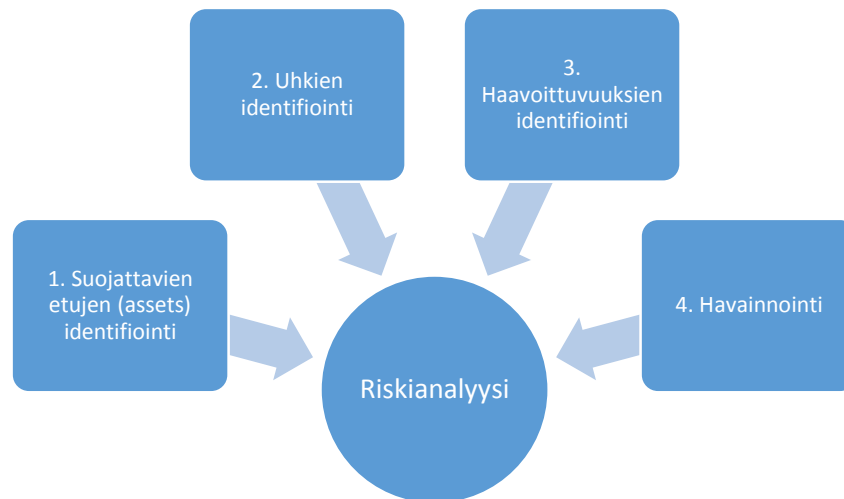 1. Suojattavien
etujen (assets)
identifiointi
2. Uhkien
identifiointi
3.
Haavoittuvuuksien
identifiointi
4. Havainnointi
Riskianalyysi